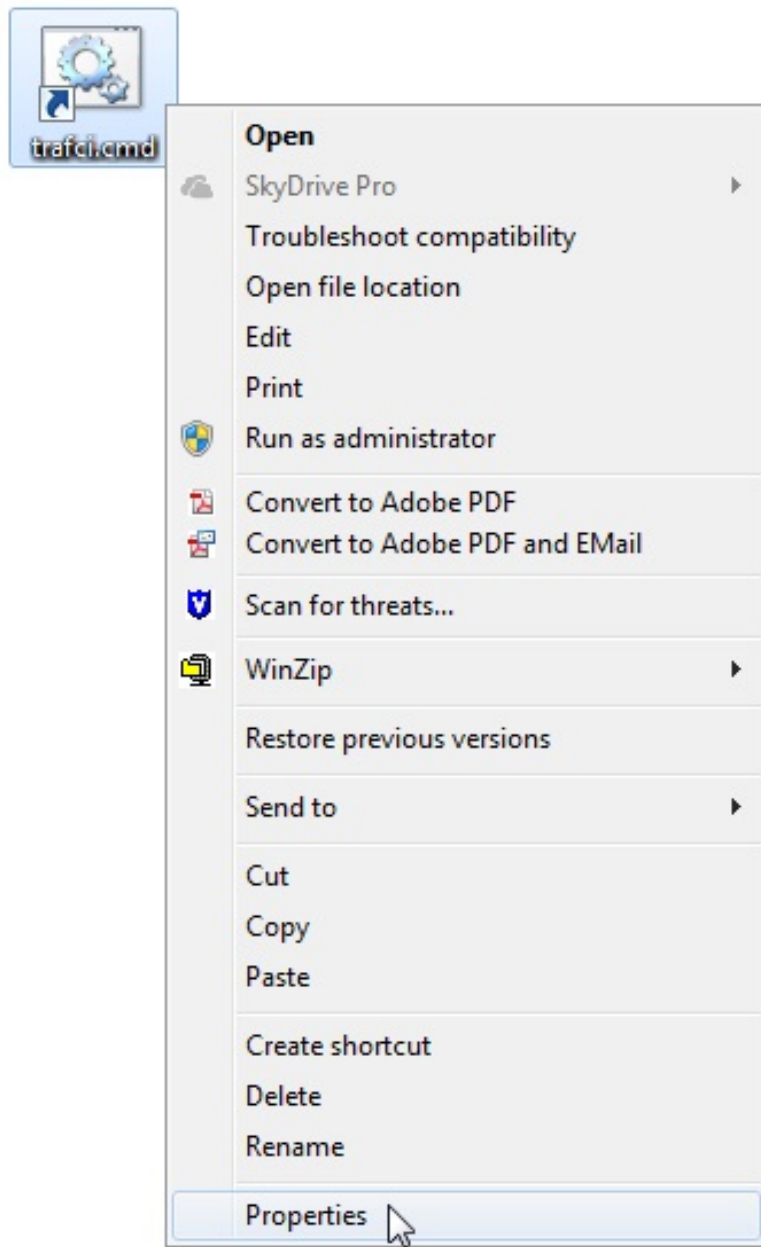 trafci.cmd
Open
SkyDrive Pro
Troubleshoot compatibility
Open file location
Edit
Print
Run as administrator
Convert to Adobe PDF
Convert to Adobe PDF and EMail
Scan for threats...
WinZip
Restore previous versions
Send to
Cut
Copy
Paste
Create shortcut
Delete
Rename
Properties